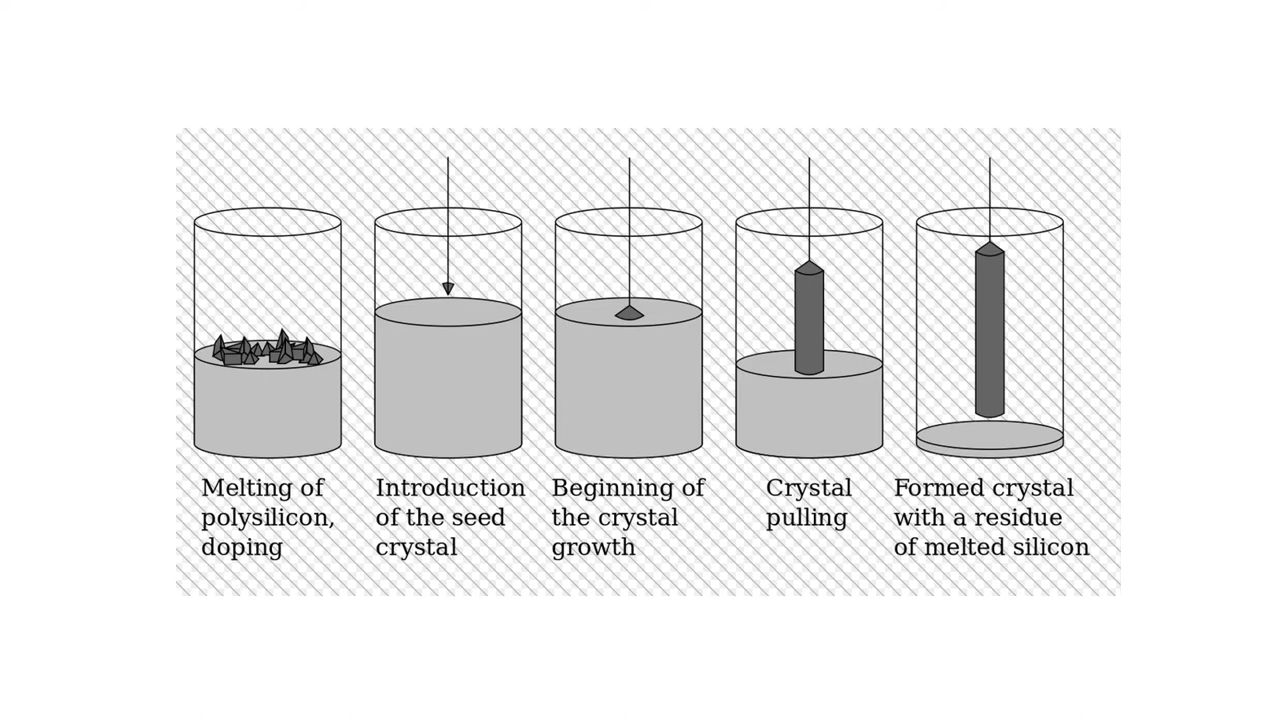 Melting of
polysilicon,
doping
Introduction
of the seed
crystal
Beginning of
the crystal
growth
Crystal
pulling
Formed crystal
with a residue
of melted silicon